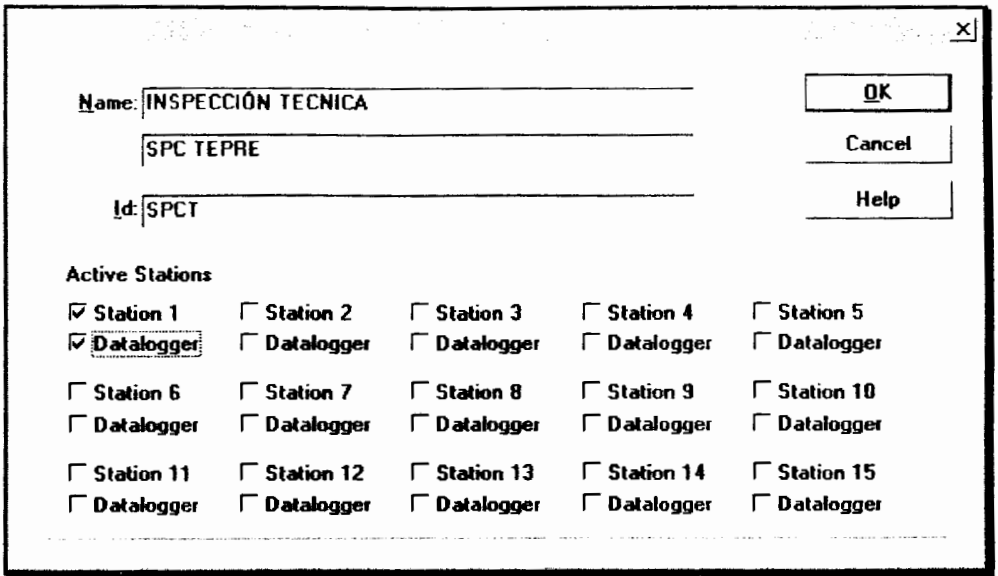 Name: INSPECCIÓN TECNICA
OK
SPC TEPRE
Cancel
Id: SPCT
Help
Active Stations
Station 1 Station 2 Station 3 Station 4 Station 5
Datalogger Datalogger Datalogger Datalogger Datalogger
Station 6 Station 7 Station 8 Station 9 Station 10
Datalogger Datalogger Datalogger Datalogger Datalogger
Station 11 Station 12 Station 13 Station 14 Station 15
Datalogger Datalogger Datalogger Datalogger Datalogger